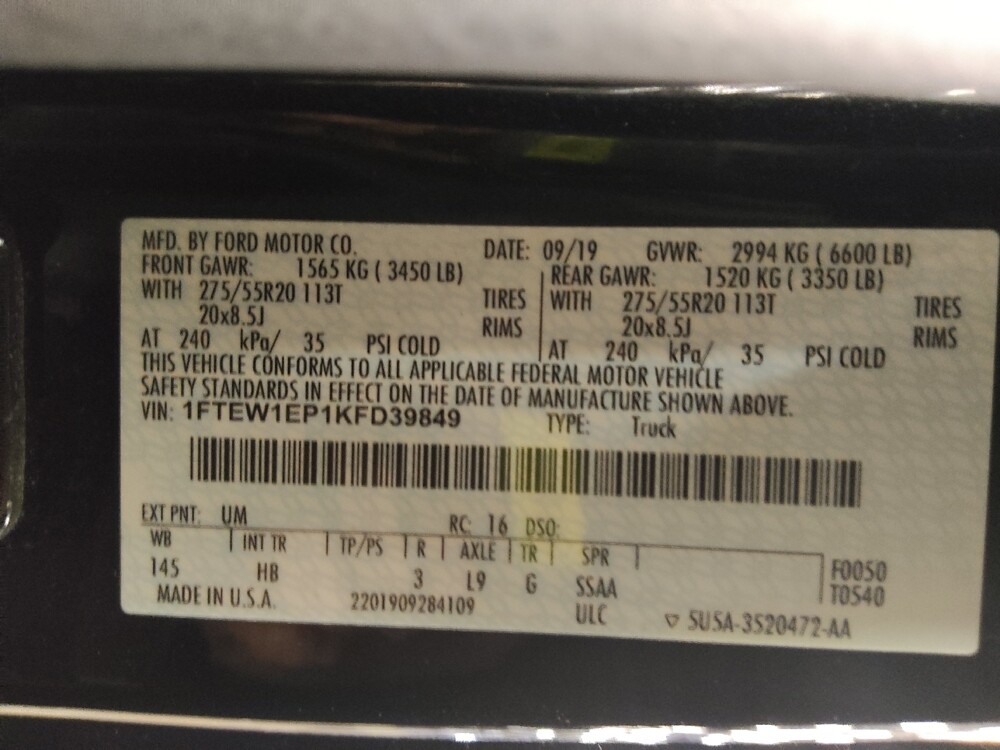 MFD. BY FORD MOTOR CO. DATE: 09/19 GVWR: 2994 KG ( 6600 LB)
FRONT GAWR: 1565 KG ( 3450 LB) REAR GAWR: 1520 KG ( 3350 LB)
WITH 275/55R20 113T TIRES WITH 275/55R20 113T TIRES
20x8.5J RIMS 20x8.5J RIMS
AT 240 kPa/ 35 PSI COLD AT 240 kPa/ 35 PSI COLD
THIS VEHICLE CONFORMS TO ALL APPLICABLE FEDERAL MOTOR VEHICLE
SAFETY STANDARDS IN EFFECT ON THE DATE OF MANUFACTURE SHOWN ABOVE.
VIN: 1FTEW1EP1KFD39849 TYPE: Truck
EXT PNT: UM RC: 16 DSO:
WB INT TR TP/PS R AXLE TR SPR F0050
145 HB 3 L9 G SSAA T0540
MADE IN U.S.A. 2201909284109 ULC ▽ 5U5A-3520472-AA